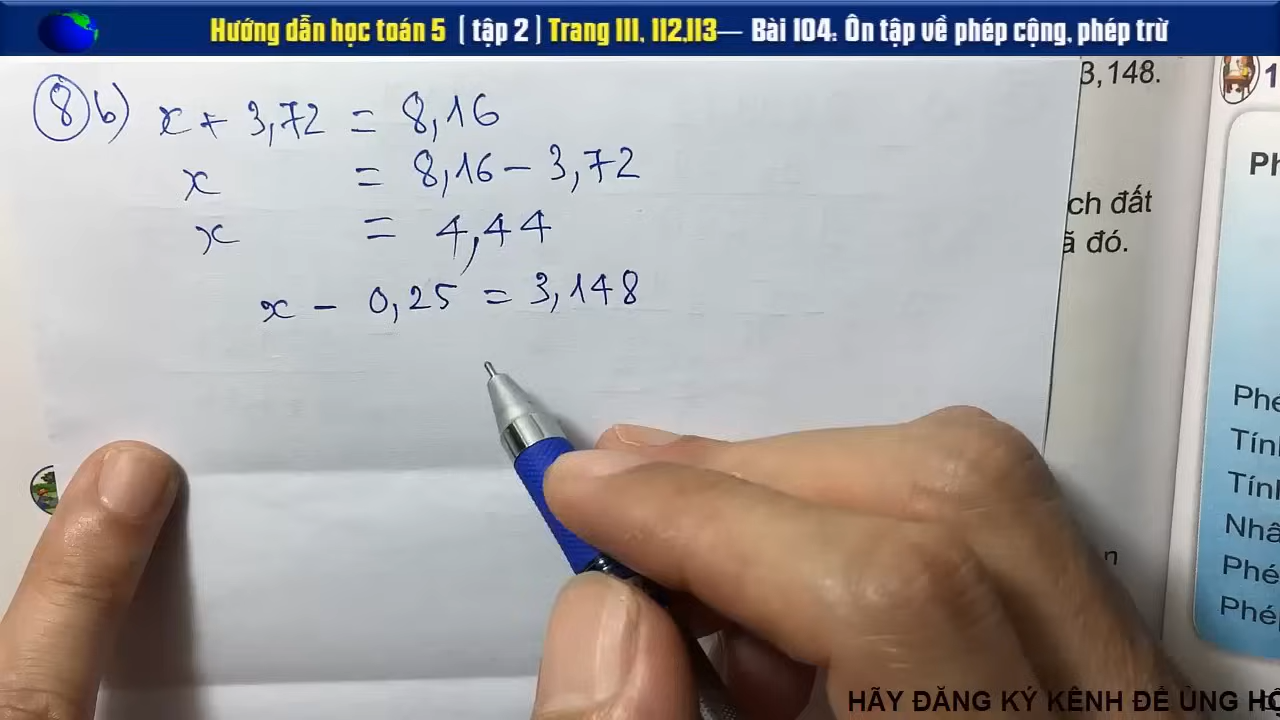 Hướng dẫn học toán 5 ( tập 2 ) Trang 111, 112,113— Bài 104: Ôn tập về phép cộng, phép trừ
8 b) x + 3,72 = 8,16
x = 8,16 - 3,72
x = 4,44
x - 0,25 = 3,148
3,148.
ch đất
ã đó.
n
1
Ph
Phé
Tính
Tính
Nhâ
Phé
Phé
HÃY ĐĂNG KÝ KÊNH ĐỂ ỦNG HỘ